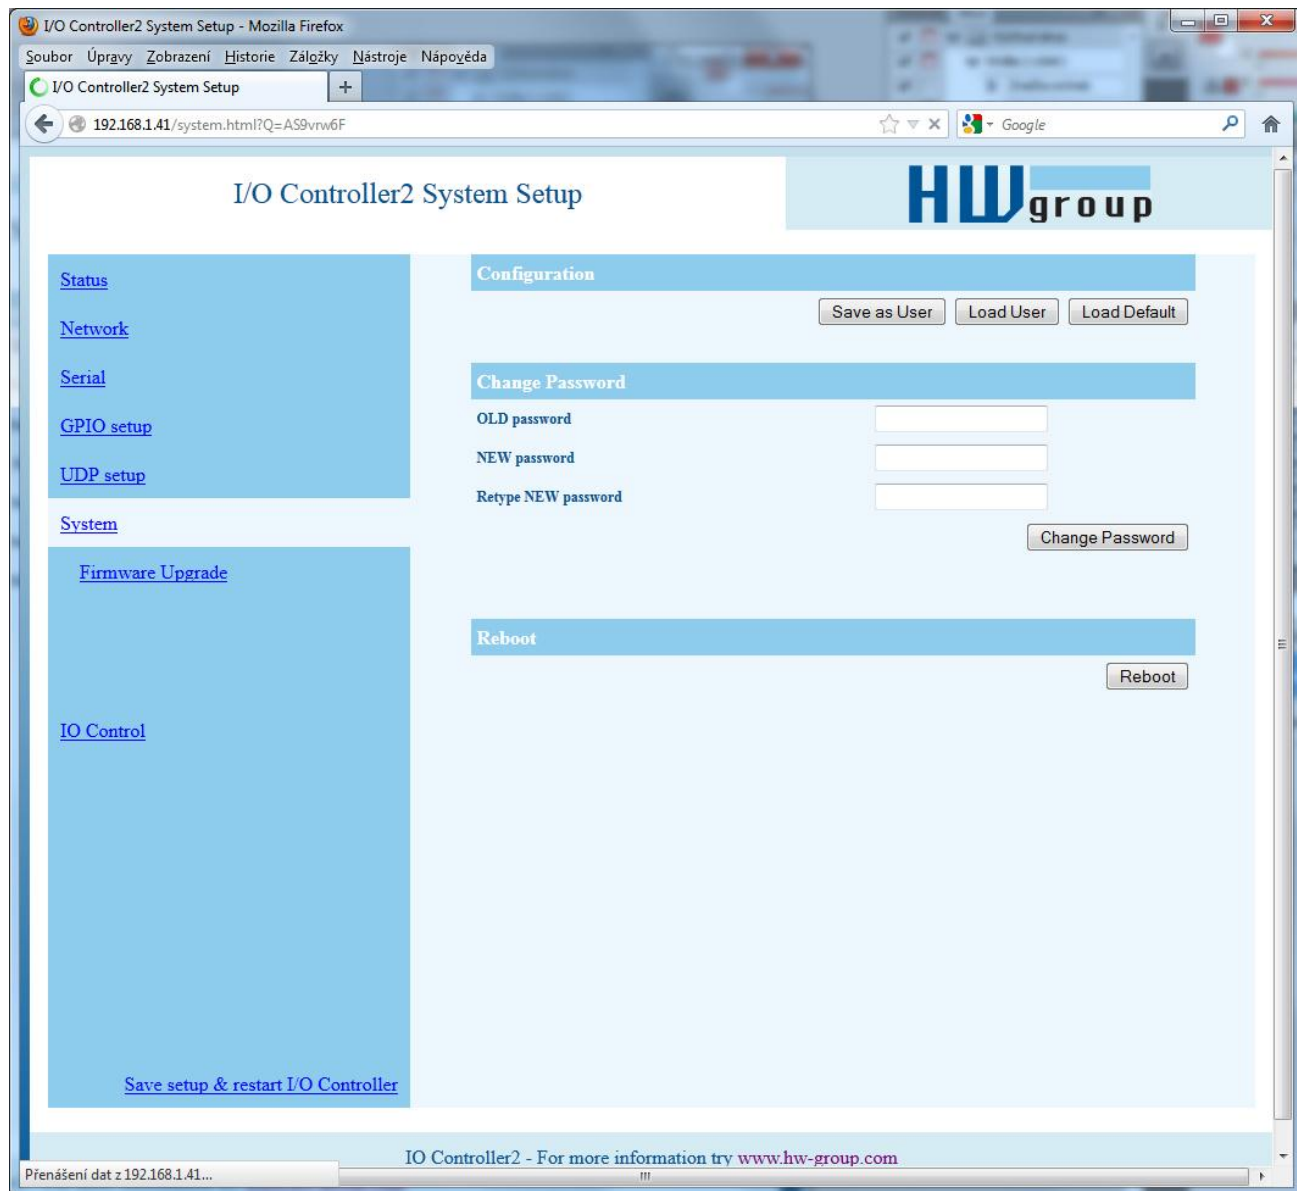 I/O Controller2 System Setup - Mozilla Firefox
Soubor Úpravy Zobrazení Historie Záložky Nástroje Nápověda
I/O Controller2 System Setup
192.168.1.41/system.html?Q=AS9vrw6F
Google
I/O Controller2 System Setup
HW group
Status
Network
Serial
GPIO setup
UDP setup
System
Firmware Upgrade
IO Control
Save setup & restart I/O Controller
Configuration
Save as User Load User Load Default
Change Password
OLD password
NEW password
Retype NEW password
Change Password
Reboot
Reboot
IO Controller2 - For more information try www.hw-group.com
Přenášení dat z 192.168.1.41...